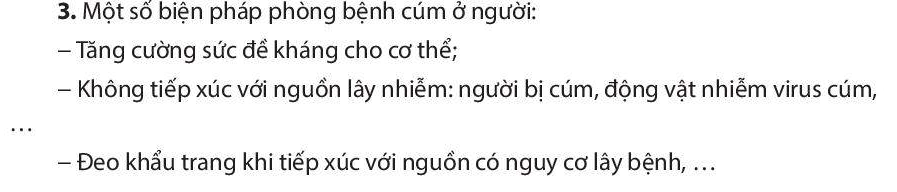 3. Một số biện pháp phòng bệnh cúm ở người:
– Tăng cường sức đề kháng cho cơ thể;
– Không tiếp xúc với nguồn lây nhiễm: người bị cúm, động vật nhiễm virus cúm,
…
– Đeo khẩu trang khi tiếp xúc với nguồn có nguy cơ lây bệnh, …